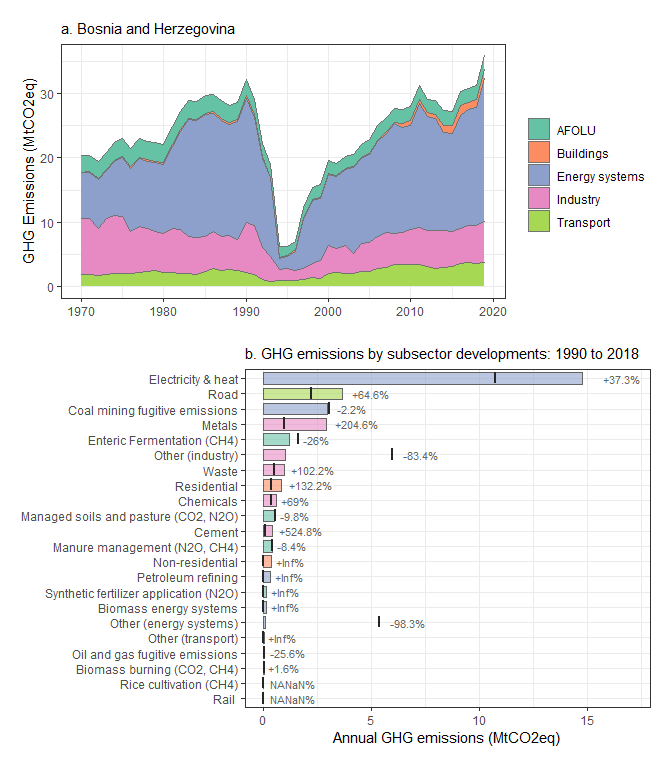 a. Bosnia and Herzegovina
GHG Emissions (MtCO2eq)
30
20
10
0
1970
1980
1990
2000
2010
2020
AFOLU
Buildings
Energy systems
Industry
Transport
b. GHG emissions by subsector developments: 1990 to 2018
Electricity & heat +37.3%
Road +64.6%
Coal mining fugitive emissions -2.2%
Metals +204.6%
Enteric Fermentation (CH4) -26%
Other (industry) -83.4%
Waste +102.2%
Residential +132.2%
Chemicals +69%
Managed soils and pasture (CO2, N2O) -9.8%
Cement +524.8%
Manure management (N2O, CH4) -8.4%
Non-residential +Inf%
Petroleum refining +Inf%
Synthetic fertilizer application (N2O) +Inf%
Biomass energy systems +Inf%
Other (energy systems) -98.3%
Other (transport) +Inf%
Oil and gas fugitive emissions -25.6%
Biomass burning (CO2, CH4) +1.6%
Rice cultivation (CH4) NANaN%
Rail NANaN%
0
5
10
15
Annual GHG emissions (MtCO2eq)